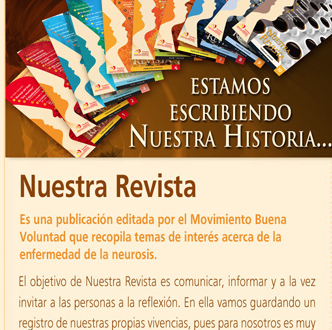 ESTAMOS
ESCRIBIENDO
NUESTRA HISTORIA...
Nuestra Revista
Es una publicación editada por el Movimiento Buena
Voluntad que recopila temas de interés acerca de la
enfermedad de la neurosis.
El objetivo de Nuestra Revista es comunicar, informar y a la vez
invitar a las personas a la reflexión. En ella vamos guardando un
registro de nuestras propias vivencias, pues para nosotros es muy